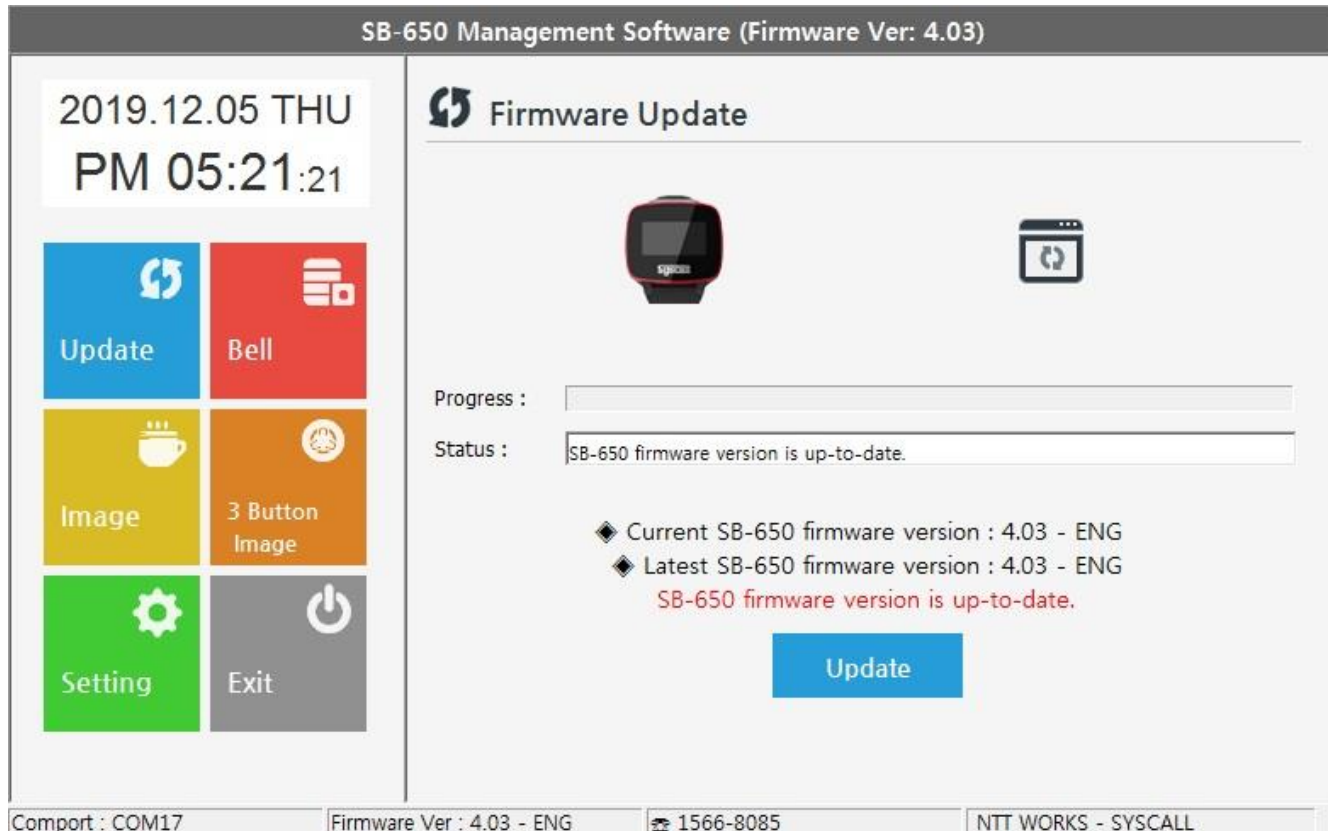 SB-650 Management Software (Firmware Ver: 4.03)
2019.12.05 THU
PM 05:21:21
Update
Bell
Image
3 Button
Image
Setting
Exit
Firmware Update
Progress :
Status :
SB-650 firmware version is up-to-date.
◈ Current SB-650 firmware version : 4.03 - ENG
◈ Latest SB-650 firmware version : 4.03 - ENG
SB-650 firmware version is up-to-date.
Update
Comport : COM17
Firmware Ver : 4.03 - ENG
☎ 1566-8085
NTT WORKS - SYSCALL